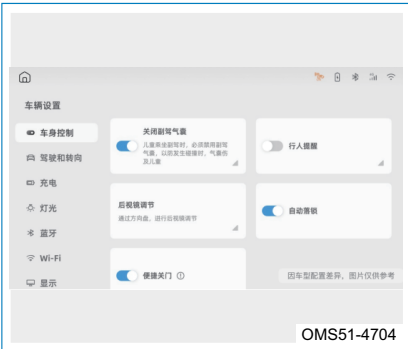 车辆设置
车身控制
驾驶和转向
充电
灯光
蓝牙
Wi-Fi
显示
关闭副驾气囊
儿童乘坐副驾时，必须禁用副驾
气囊，以防发生碰撞时，气囊伤
及儿童
行人提醒
后视镜调节
通过方向盘，进行后视镜调节
自动落锁
便捷关门
因车型配置差异，图片仅供参考
OMS51-4704